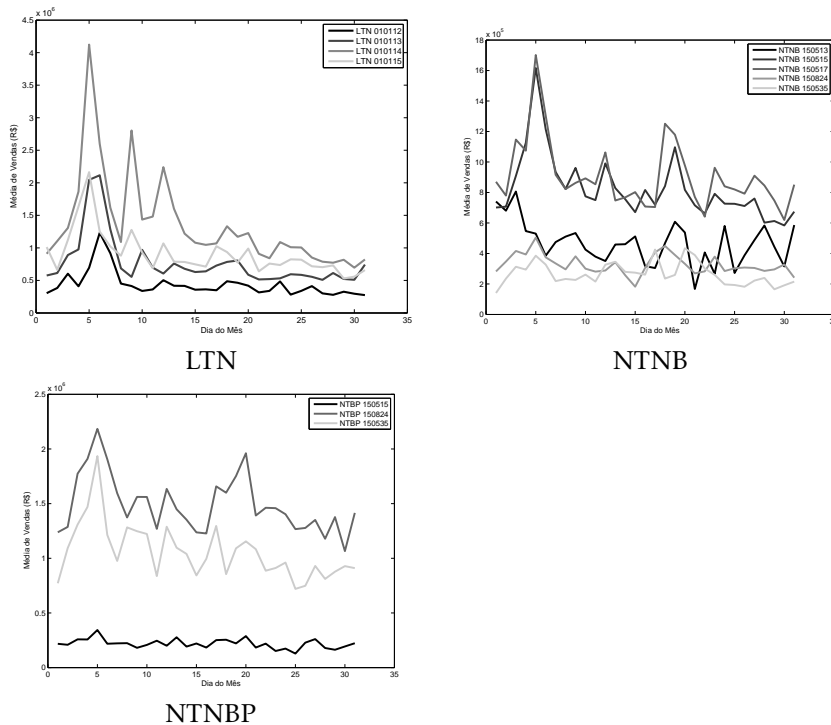 x 10^6
4.5
4
3.5
3
2.5
2
1.5
1
0.5
0
0 5 10 15 20 25 30 35
Média de Vendas (R$)
Dia do Mês
LTN 010112
LTN 010113
LTN 010114
LTN 010115
LTN
x 10^5
18
16
14
12
10
8
6
4
2
0
0 5 10 15 20 25 30 35
Média de Vendas (R$)
Dia do Mês
NTNB 150513
NTNB 150515
NTNB 150517
NTNB 150824
NTNB 150535
NTNB
x 10^6
2.5
2
1.5
1
0.5
0
0 5 10 15 20 25 30 35
Média de Vendas (R$)
Dia do Mês
NTBP 150515
NTBP 150824
NTBP 150535
NTNBP